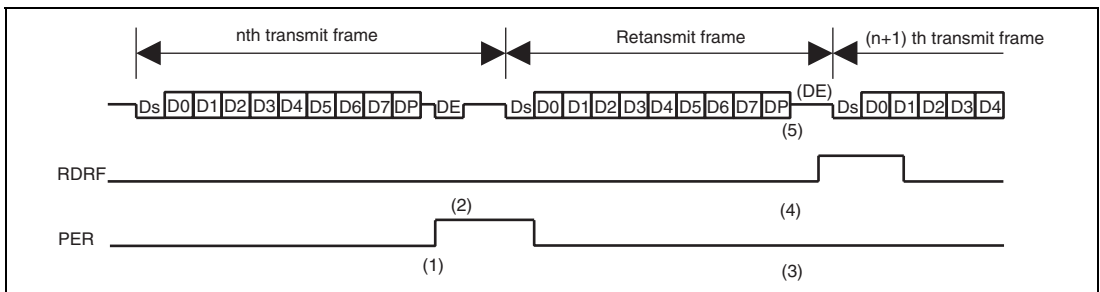 nth transmit frame Retansmit frame (n+1) th transmit frame
Ds D0 D1 D2 D3 D4 D5 D6 D7 DP DE Ds D0 D1 D2 D3 D4 D5 D6 D7 DP (DE) Ds D0 D1 D2 D3 D4
(5)
RDRF
(2) (4)
PER
(1) (3)